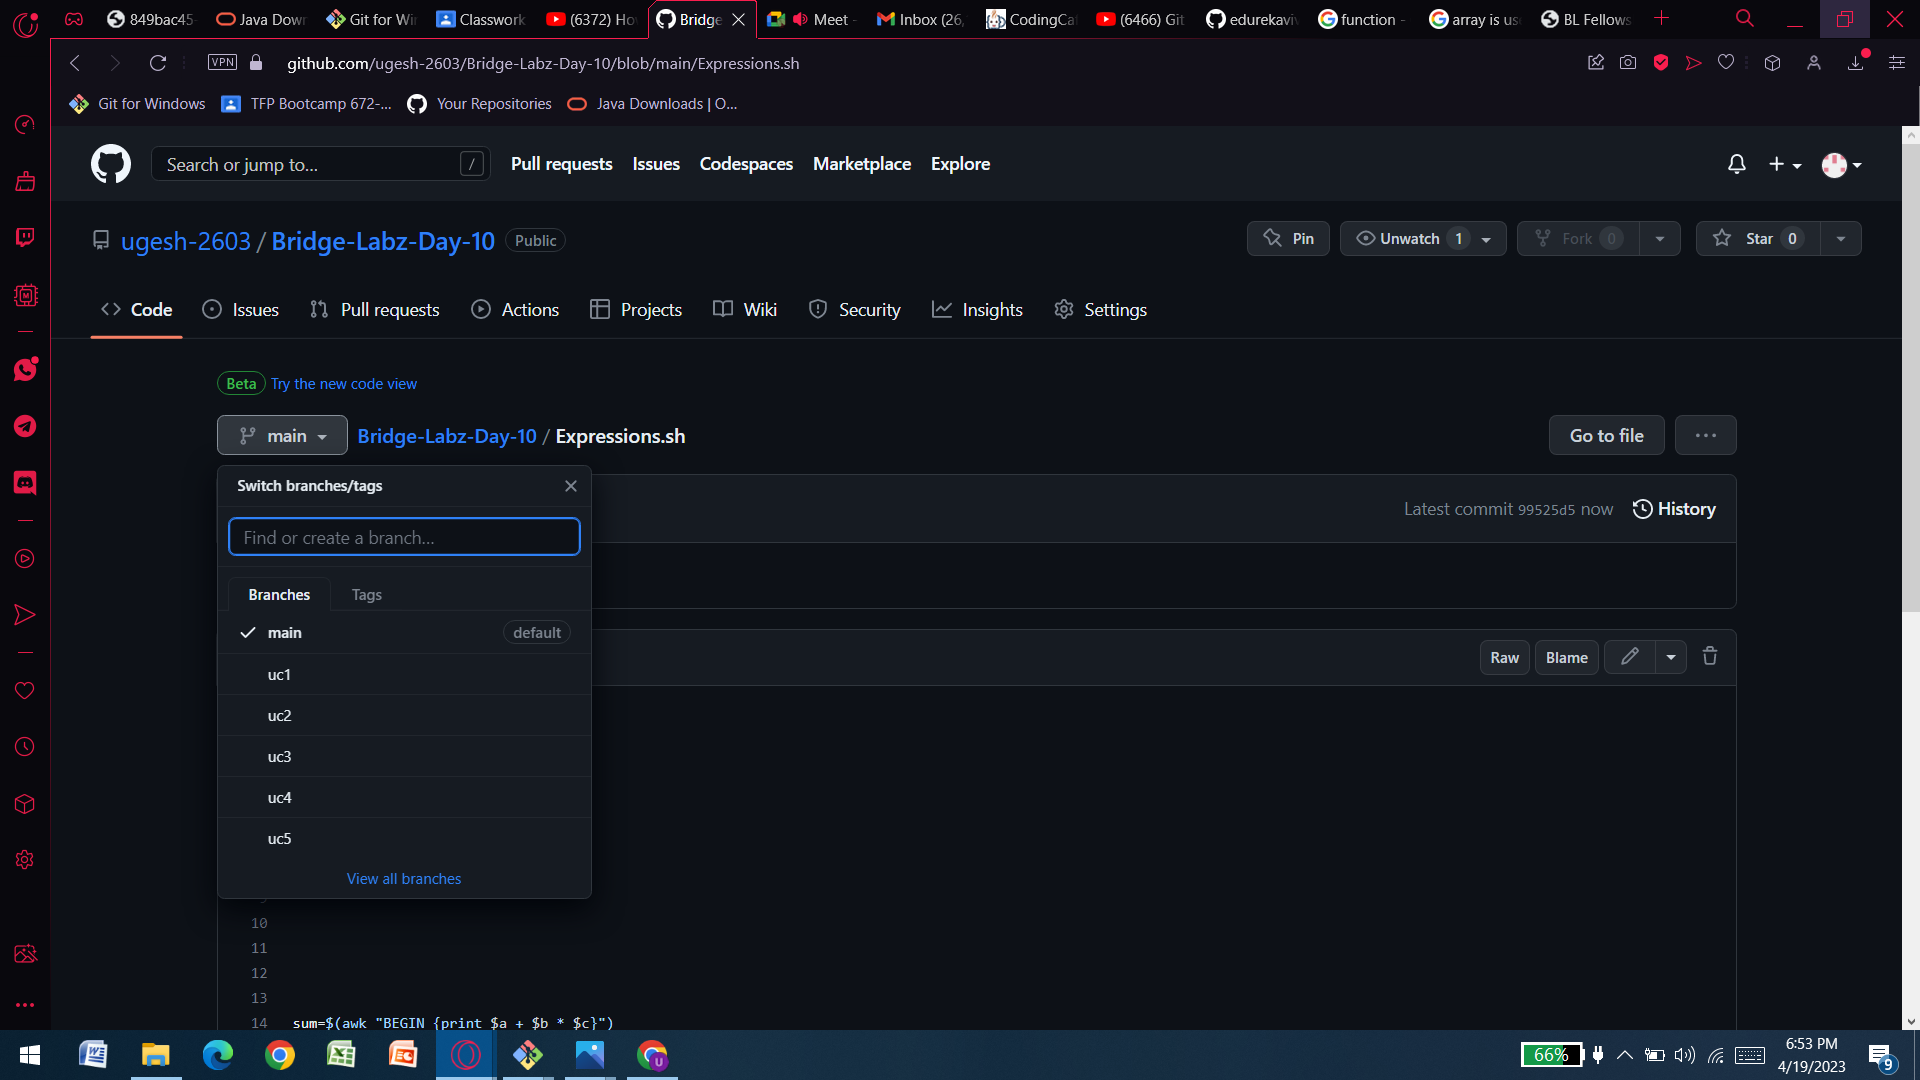 849bac45-
Java Down
Git for Win
Classwork
(6372) Ho
Bridge
Meet -
Inbox (26,
CodingCa
(6466) Git
edurekaviv
function -
array is us
BL Fellows
VPN
github.com/ugesh-2603/Bridge-Labz-Day-10/blob/main/Expressions.sh
Git for Windows
TFP Bootcamp 672-...
Your Repositories
Java Downloads | O...
Search or jump to...
/
Pull requests
Issues
Codespaces
Marketplace
Explore
ugesh-2603 / Bridge-Labz-Day-10
Public
Pin
Unwatch 1
Fork 0
Star 0
Code
Issues
Pull requests
Actions
Projects
Wiki
Security
Insights
Settings
Beta Try the new code view
main
Bridge-Labz-Day-10 / Expressions.sh
Go to file
...
Switch branches/tags
Find or create a branch...
Latest commit 99525d5 now
History
Branches
Tags
main
default
Raw
Blame
uc1
uc2
uc3
uc4
uc5
View all branches
10
11
12
13
14 sum=$(awk "BEGIN {print $a + $b * $c}")
66%
6:53 PM
4/19/2023
9